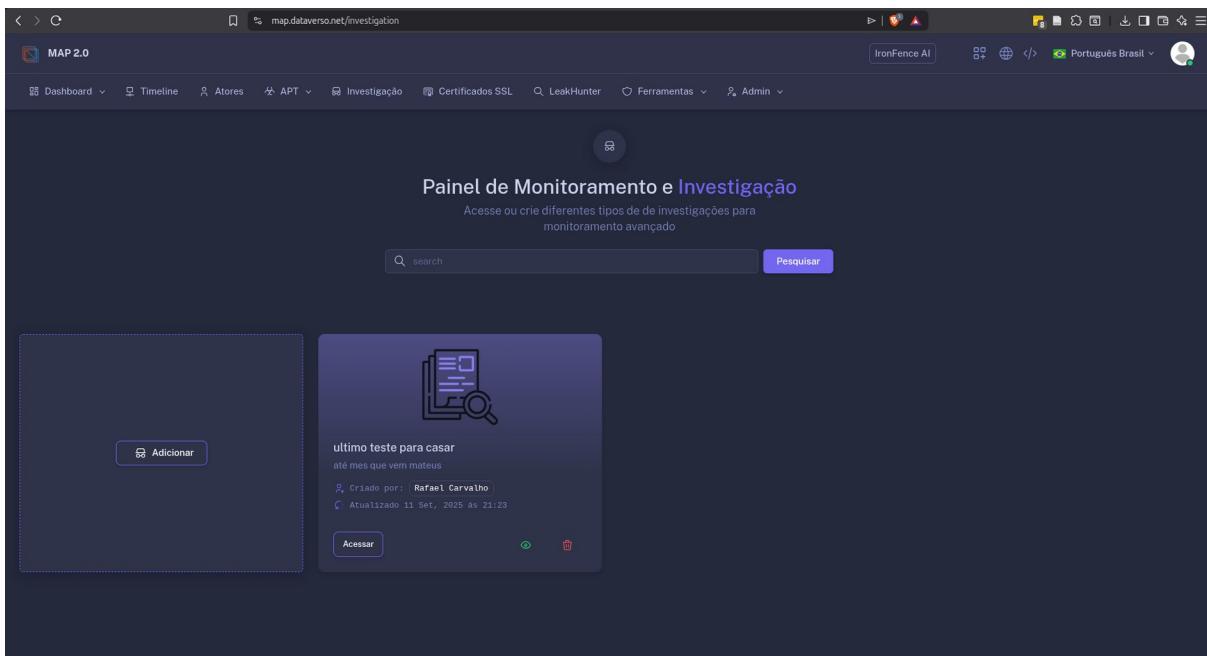 map.dataverso.net/investigation
MAP 2.0
IronFence AI
</>
Português Brasil
Dashboard
Timeline
Atores
APT
Investigação
Certificados SSL
LeakHunter
Ferramentas
Admin
Painel de Monitoramento e Investigação
Acesse ou crie diferentes tipos de de investigações para
monitoramento avançado
search
Pesquisar
Adicionar
ultimo teste para casar
até mes que vem mateus
Criado por: Rafael Carvalho
Atualizado 11 Set, 2025 às 21:23
Acessar